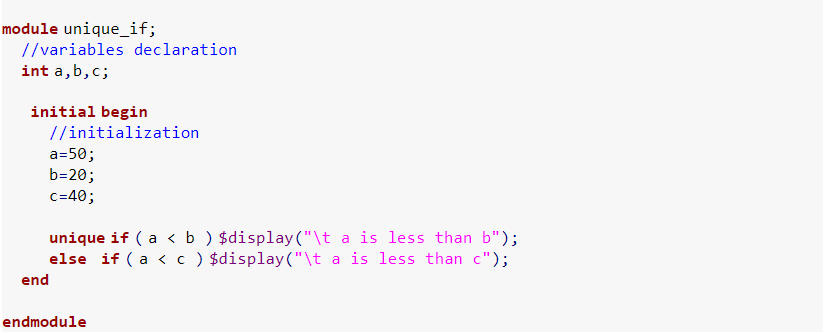 module unique_if;
//variables declaration
int a,b,c;
initial begin
//initialization
a=50;
b=20;
c=40;
unique if ( a < b ) $display("\t a is less than b");
else if ( a < c ) $display("\t a is less than c");
end
endmodule